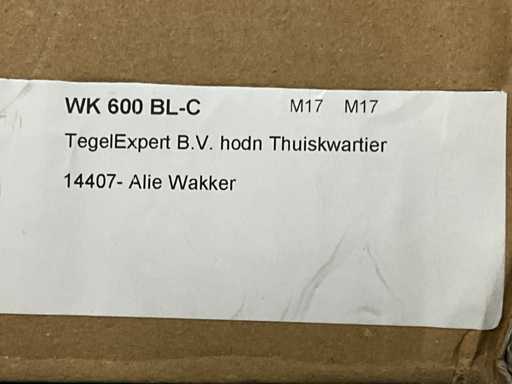 WK 600 BL-C M17 M17
TegelExpert B.V. hodn Thuiskwartier
14407- Alie Wakker